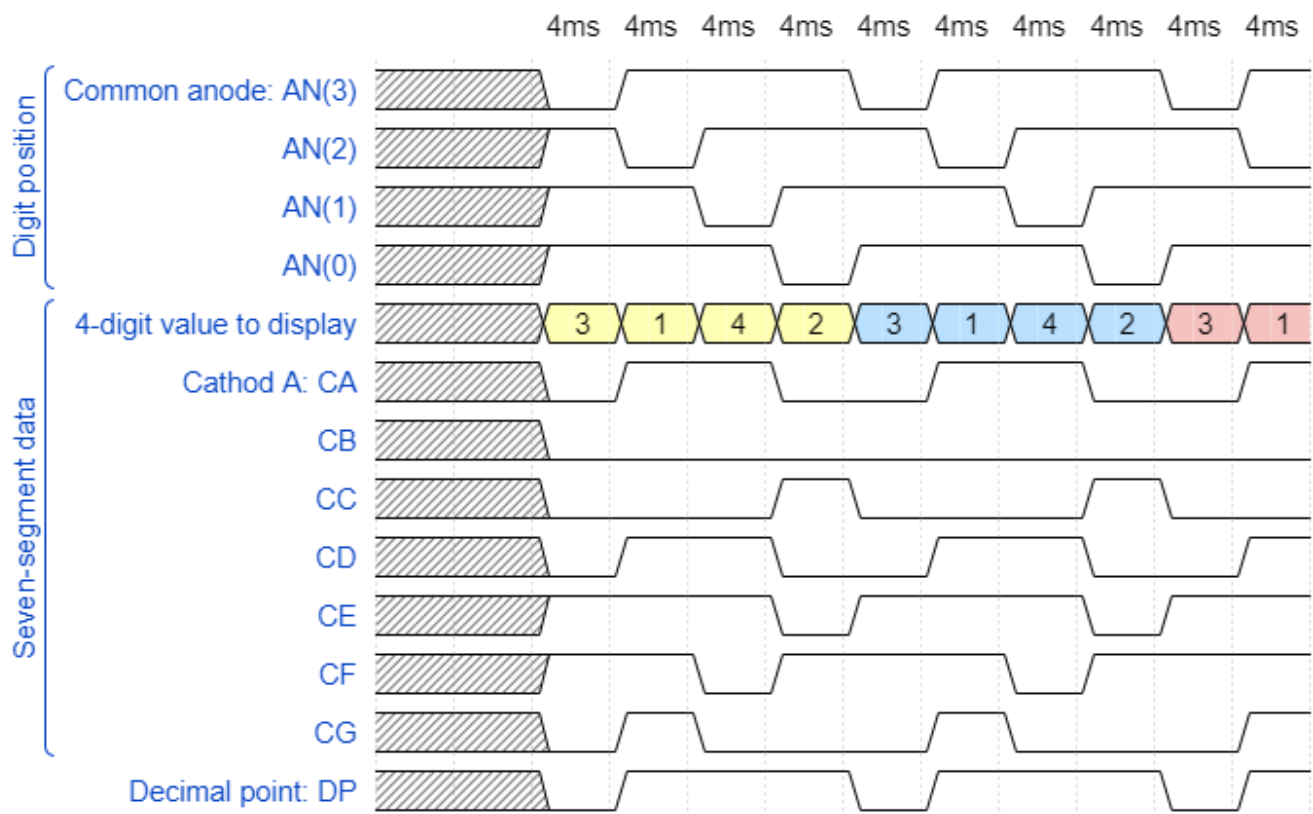 4ms 4ms 4ms 4ms 4ms 4ms 4ms 4ms 4ms 4ms
Digit position
Common anode: AN(3)
AN(2)
AN(1)
AN(0)
Seven-segment data
4-digit value to display 3 1 4 2 3 1 4 2 3 1
Cathod A: CA
CB
CC
CD
CE
CF
CG
Decimal point: DP